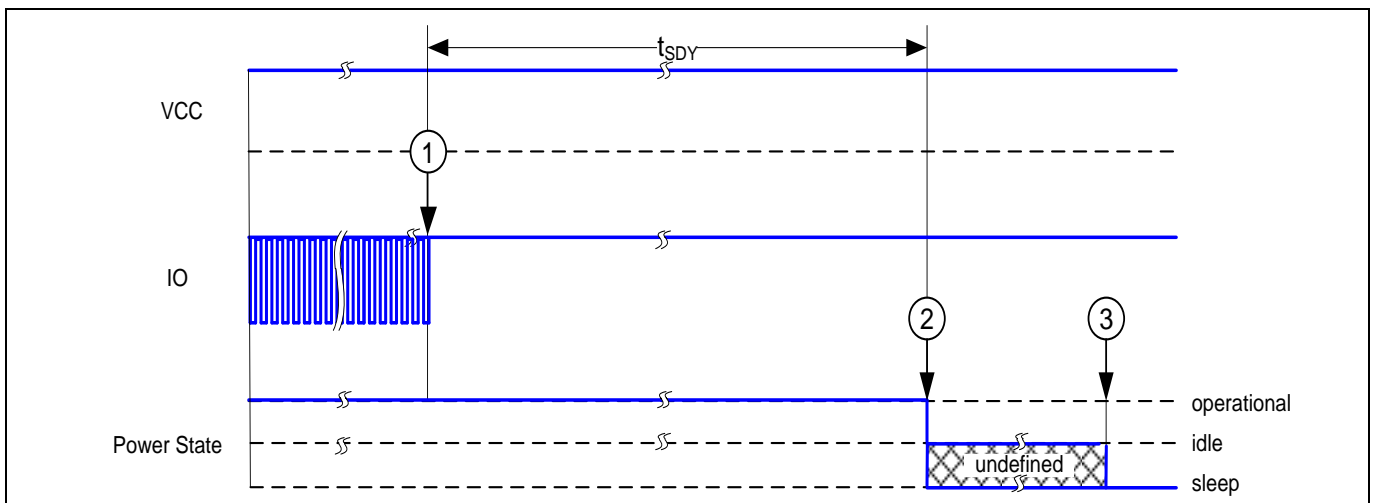 tSDY
VCC
1
IO
2
3
operational
Power State
idle
undefined
sleep